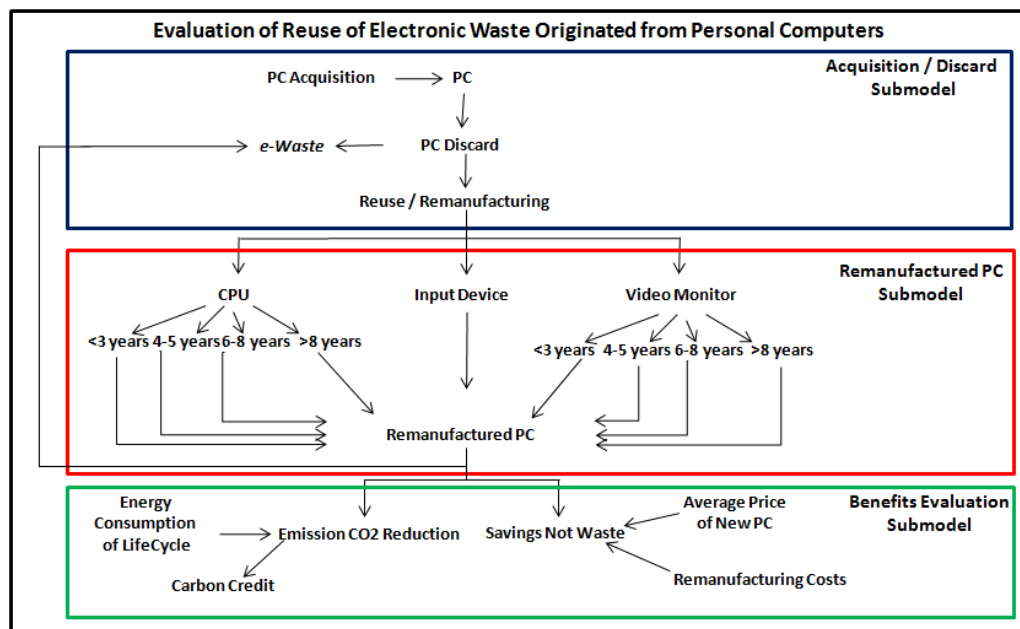 Evaluation of Reuse of Electronic Waste Originated from Personal Computers
Acquisition / Discard
Submodel
PC Acquisition
PC
e-Waste
PC Discard
Reuse / Remanufacturing
Remanufactured PC
Submodel
CPU
Input Device
Video Monitor
<3 years 4-5 years 6-8 years >8 years
<3 years 4-5 years 6-8 years >8 years
Remanufactured PC
Benefits Evaluation
Submodel
Energy
Consumption
of LifeCycle
Emission CO2 Reduction
Savings Not Waste
Average Price
of New PC
Carbon Credit
Remanufacturing Costs